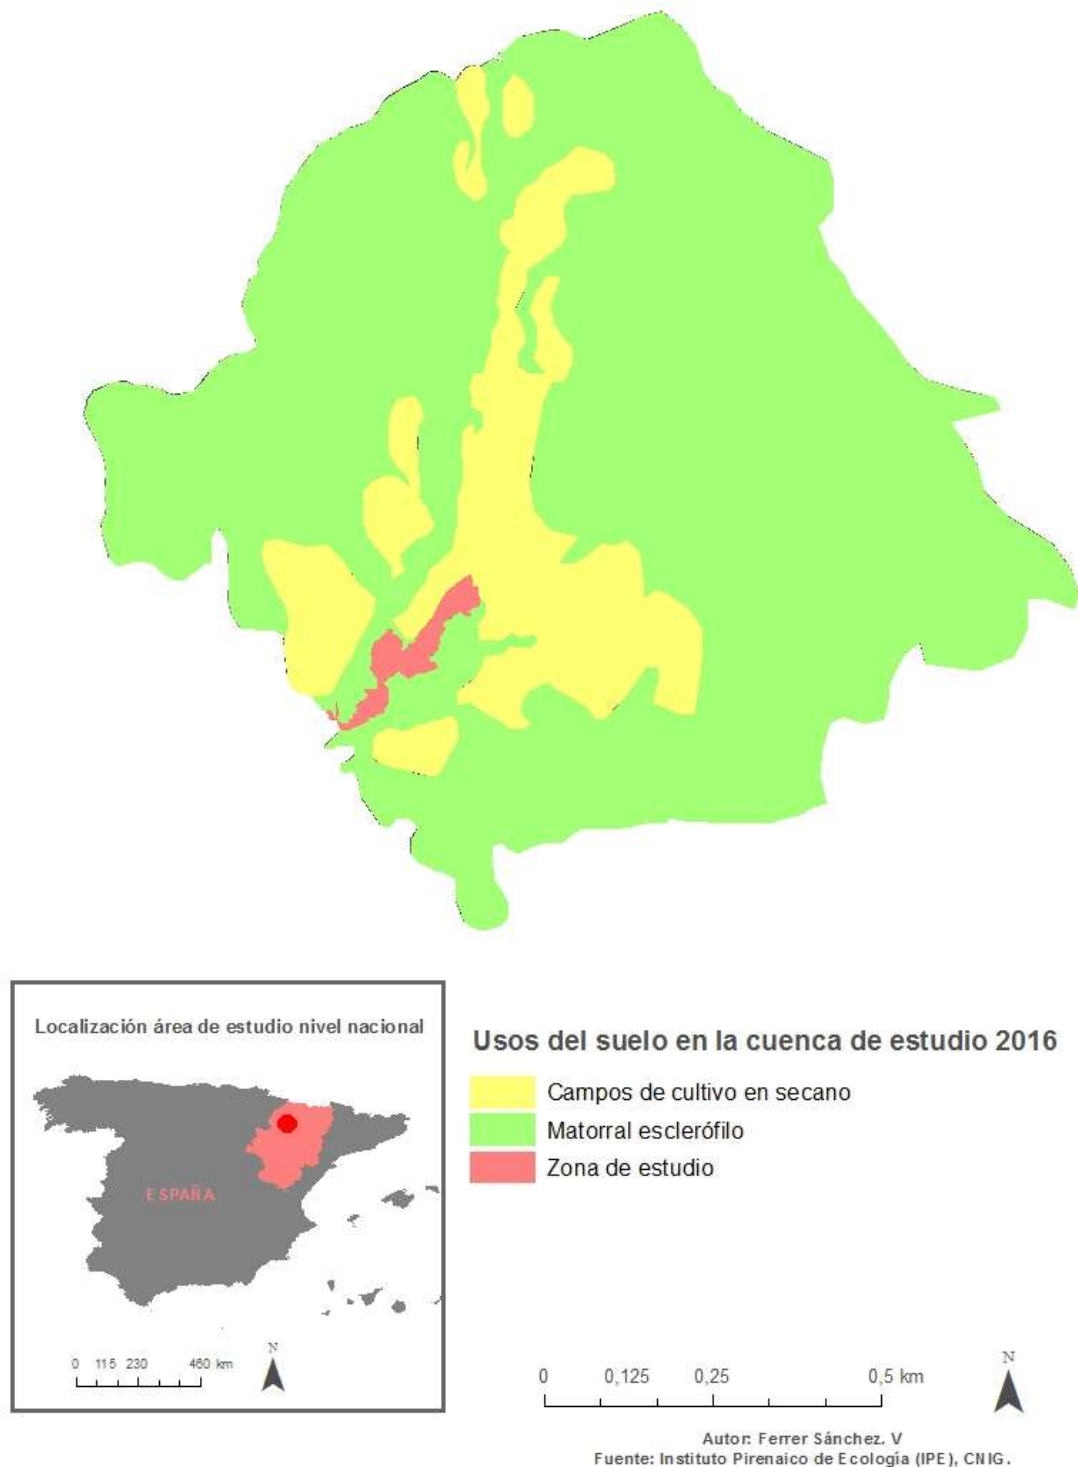 Localización área de estudio nivel nacional
ESPAÑA
0 115 230 460 km
N
Usos del suelo en la cuenca de estudio 2016
Campos de cultivo en secano
Matorral esclerófilo
Zona de estudio
0 0,125 0,25 0,5 km
N
Autor: Ferrer Sánchez. V
Fuente: Instituto Pirenaico de Ecología (IPE), CNIG.